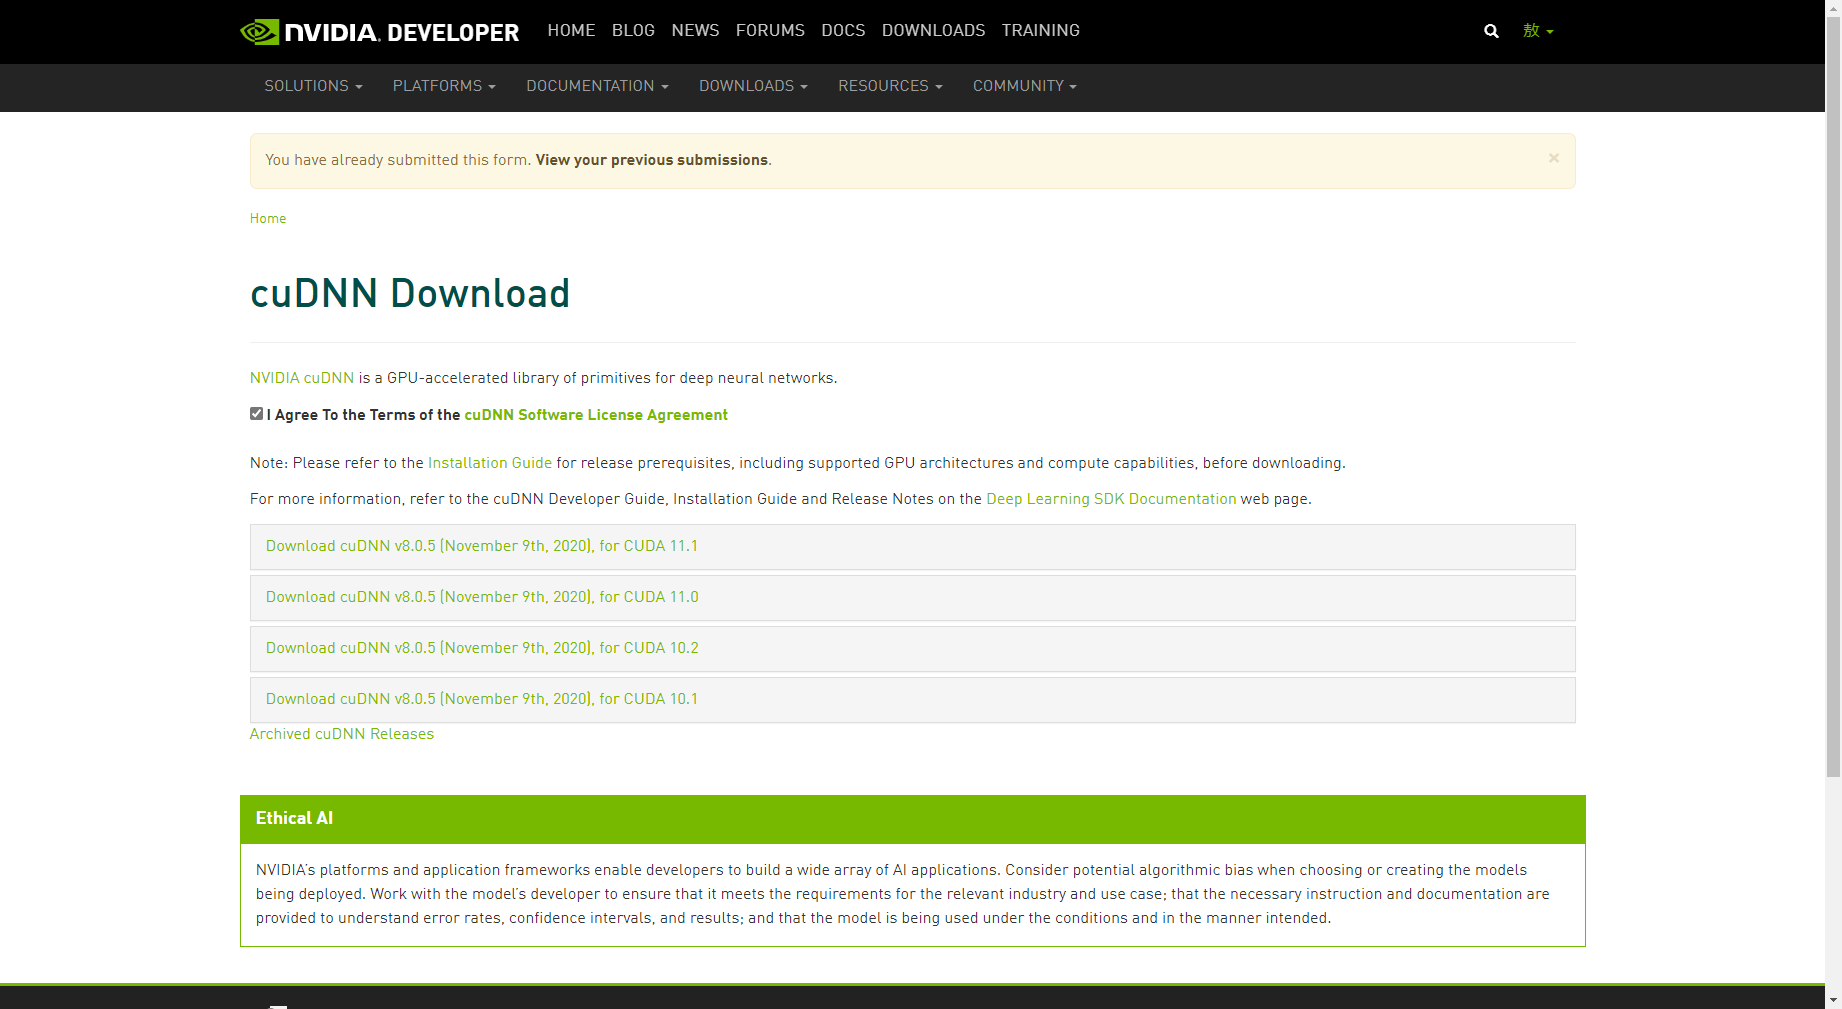 NVIDIA. DEVELOPER HOME BLOG NEWS FORUMS DOCS DOWNLOADS TRAINING 敖
SOLUTIONS PLATFORMS DOCUMENTATION DOWNLOADS RESOURCES COMMUNITY
You have already submitted this form. View your previous submissions. ×
Home
cuDNN Download
NVIDIA cuDNN is a GPU-accelerated library of primitives for deep neural networks.
I Agree To the Terms of the cuDNN Software License Agreement
Note: Please refer to the Installation Guide for release prerequisites, including supported GPU architectures and compute capabilities, before downloading.
For more information, refer to the cuDNN Developer Guide, Installation Guide and Release Notes on the Deep Learning SDK Documentation web page.
Download cuDNN v8.0.5 (November 9th, 2020), for CUDA 11.1
Download cuDNN v8.0.5 (November 9th, 2020), for CUDA 11.0
Download cuDNN v8.0.5 (November 9th, 2020), for CUDA 10.2
Download cuDNN v8.0.5 (November 9th, 2020), for CUDA 10.1
Archived cuDNN Releases
Ethical AI
NVIDIA's platforms and application frameworks enable developers to build a wide array of AI applications. Consider potential algorithmic bias when choosing or creating the models
being deployed. Work with the model's developer to ensure that it meets the requirements for the relevant industry and use case; that the necessary instruction and documentation are
provided to understand error rates, confidence intervals, and results; and that the model is being used under the conditions and in the manner intended.